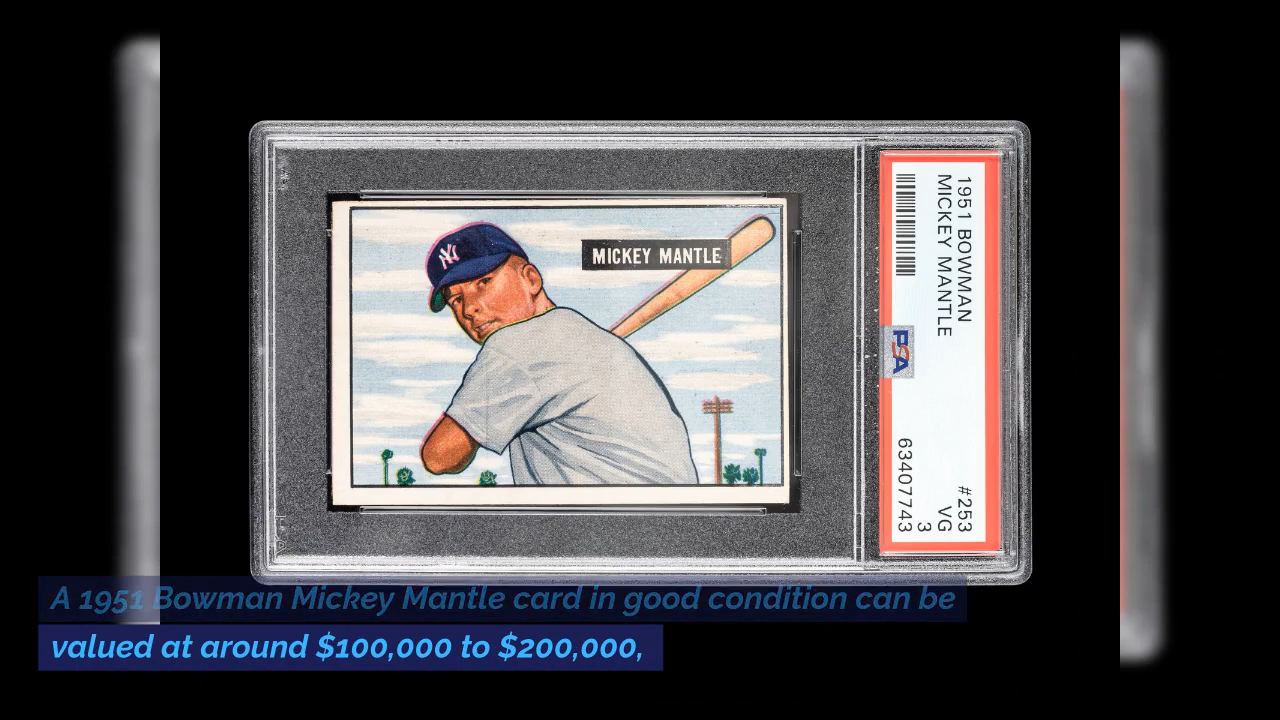 MICKEY MANTLE
1951 BOWMAN
MICKEY MANTLE
#253
VG
3
PSA
63407743
A 1951 Bowman Mickey Mantle card in good condition can be
valued at around $100,000 to $200,000,